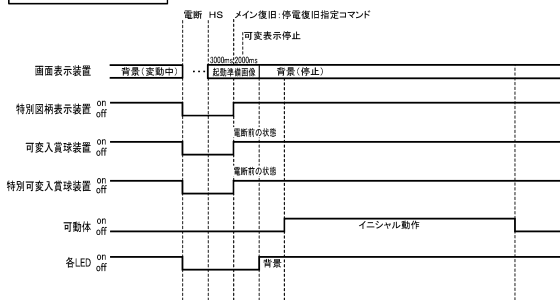 電断 HS メイン復旧:停電復旧指定コマンド
可変表示停止
3000ms 2000ms
画面表示装置 背景(変動中) … 起動準備画像 背景(停止)
特別図柄表示装置 on off
電断前の状態
可変入賞球装置 on off
電断前の状態
特別可変入賞球装置 on off
可動体 on off イニシャル動作
各LED on off 背景